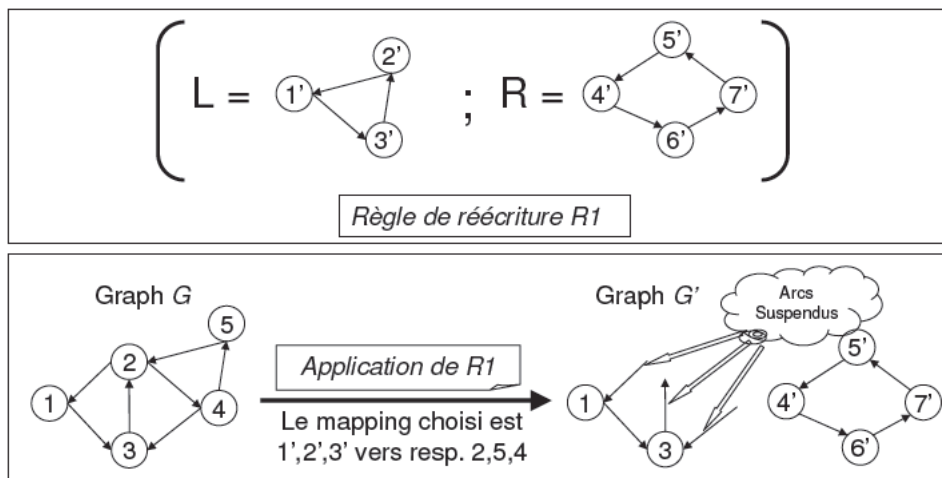 L =
1'
2'
3'
;
R =
5'
4'
7'
6'
Règle de réécriture R1
Graph G
5
2
1
4
3
Application de R1
Le mapping choisi est
1',2',3' vers resp. 2,5,4
Graph G'
Arcs
Suspendus
1
3
5'
4'
7'
6'